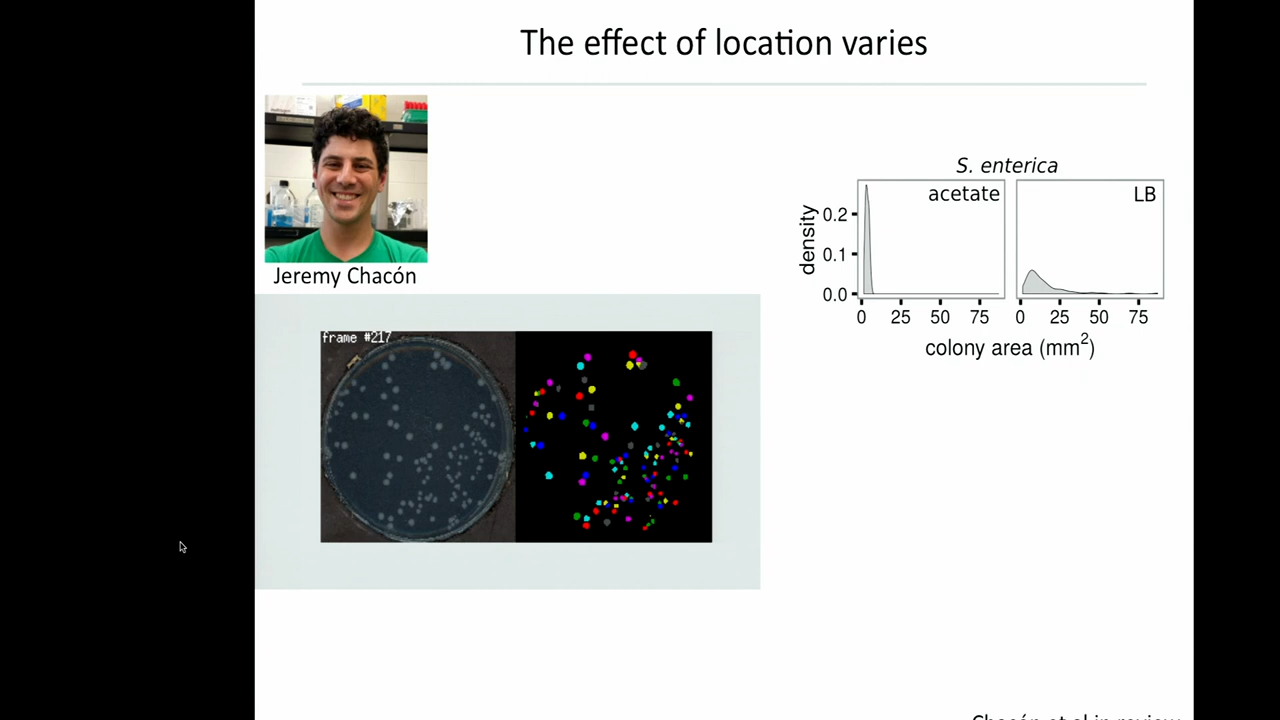 The effect of location varies
Jeremy Chacón
frame #217
S. enterica
acetate
LB
density
0.2
0.1
0.0
0 25 50 75
0 25 50 75
colony area (mm²)
Chacón et al in review